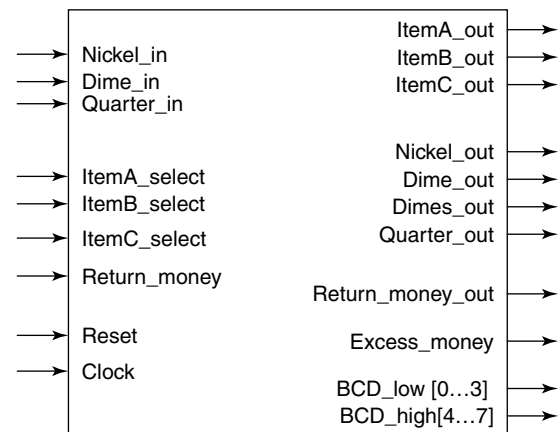 Nickel_in
Dime_in
Quarter_in
ItemA_select
ItemB_select
ItemC_select
Return_money
Reset
Clock
ItemA_out
ItemB_out
ItemC_out
Nickel_out
Dime_out
Dimes_out
Quarter_out
Return_money_out
Excess_money
BCD_low [0...3]
BCD_high[4...7]